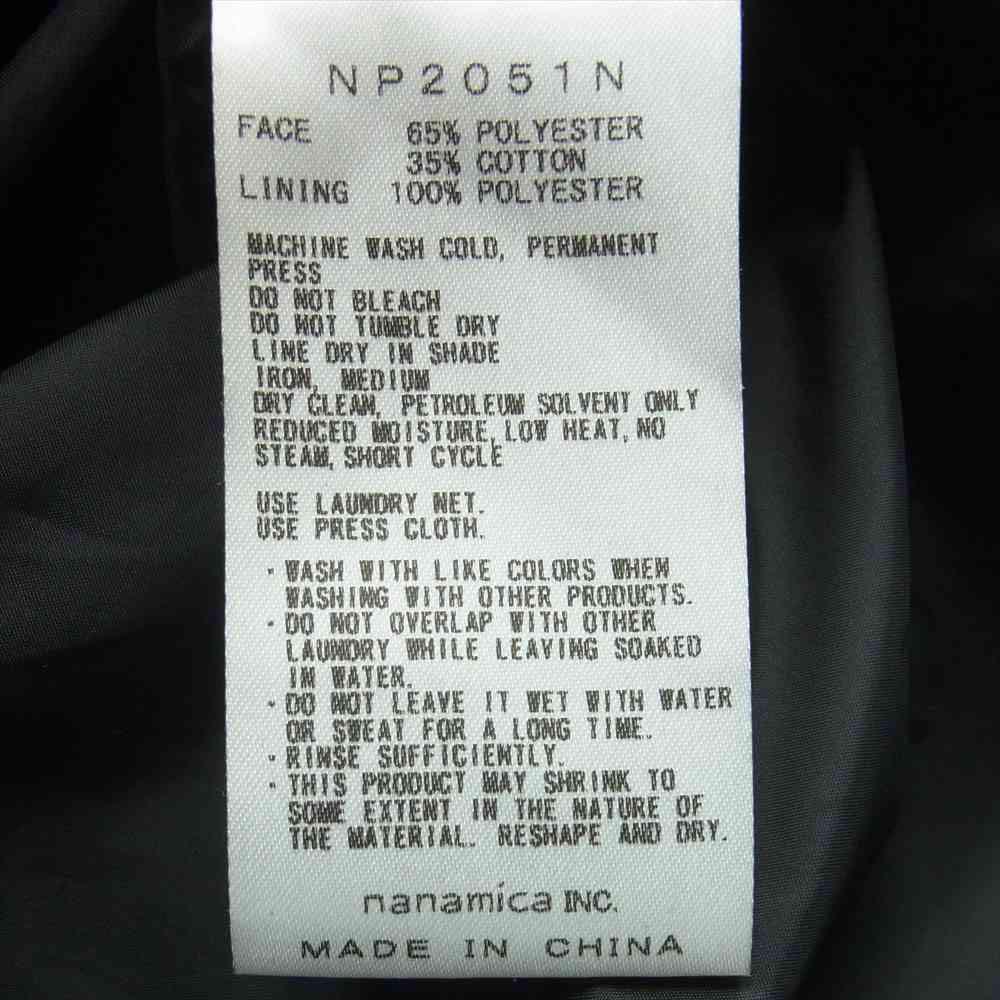 NP2051N
FACE 65% POLYESTER
35% COTTON
LINING 100% POLYESTER
MACHINE WASH COLD, PERMANENT
PRESS
DO NOT BLEACH
DO NOT TUMBLE DRY
LINE DRY IN SHADE
IRON, MEDIUM
DRY CLEAN, PETROLEUM SOLVENT ONLY
REDUCED MOISTURE, LOW HEAT, NO
STEAM, SHORT CYCLE
USE LAUNDRY NET.
USE PRESS CLOTH.
・WASH WITH LIKE COLORS WHEN
WASHING WITH OTHER PRODUCTS.
・DO NOT OVERLAP WITH OTHER
LAUNDRY WHILE LEAVING SOAKED
IN WATER.
・DO NOT LEAVE IT WET WITH WATER
OR SWEAT FOR A LONG TIME.
・RINSE SUFFICIENTLY.
・THIS PRODUCT MAY SHRINK TO
SOME EXTENT IN THE NATURE OF
THE MATERIAL. RESHAPE AND DRY.
nanamica INC.
MADE IN CHINA